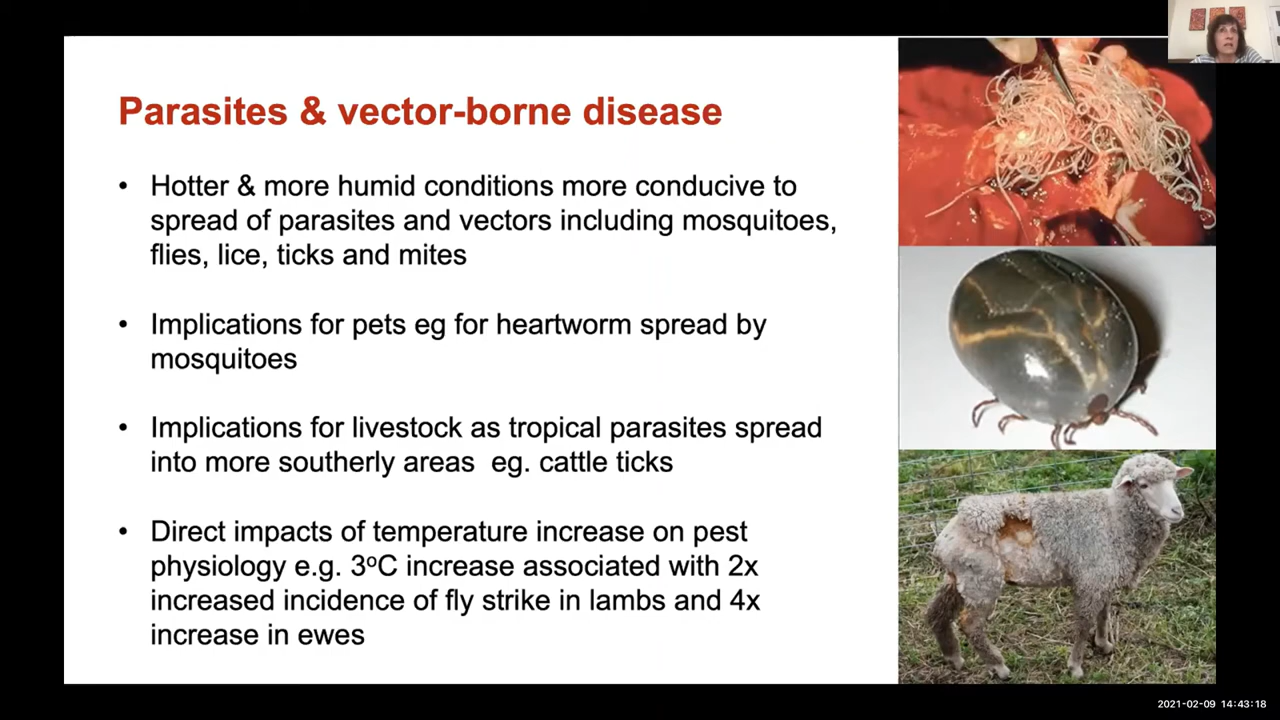 Parasites & vector-borne disease
• Hotter & more humid conditions more conducive to
spread of parasites and vectors including mosquitoes,
flies, lice, ticks and mites
• Implications for pets eg for heartworm spread by
mosquitoes
• Implications for livestock as tropical parasites spread
into more southerly areas  eg. cattle ticks
• Direct impacts of temperature increase on pest
physiology e.g. 3ºC increase associated with 2x
increased incidence of fly strike in lambs and 4x
increase in ewes
2021-02-09 14:43:18